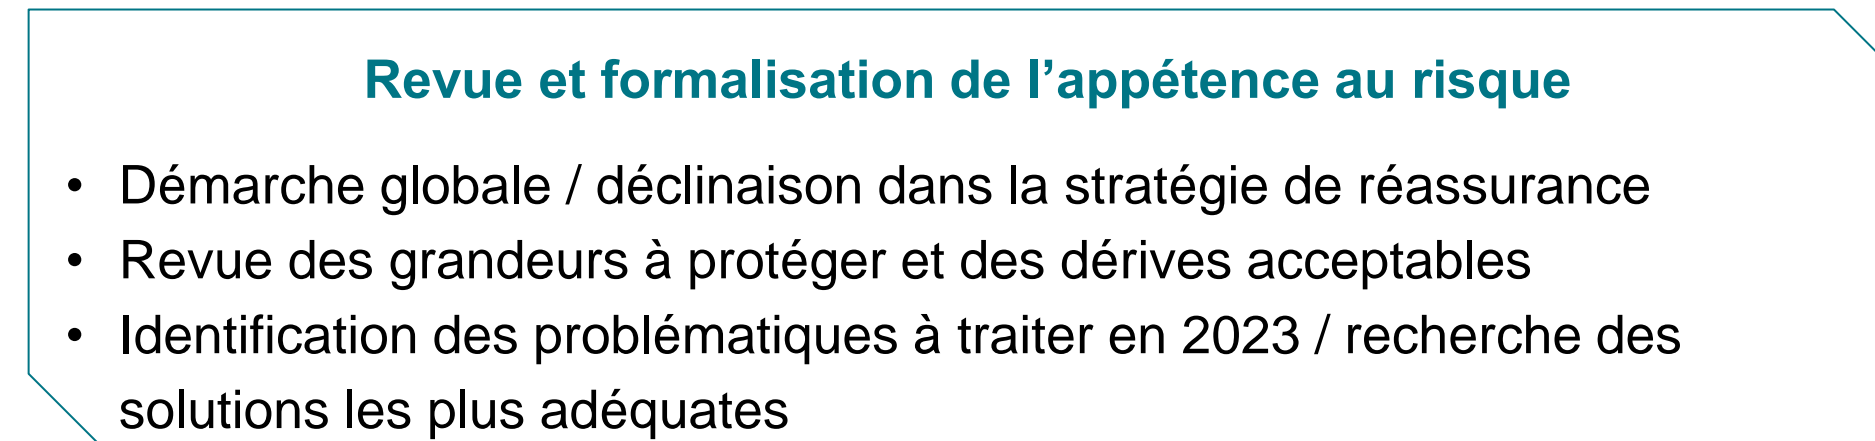 Revue et formalisation de l’appétence au risque
• Démarche globale / déclinaison dans la stratégie de réassurance
• Revue des grandeurs à protéger et des dérives acceptables
• Identification des problématiques à traiter en 2023 / recherche des
solutions les plus adéquates